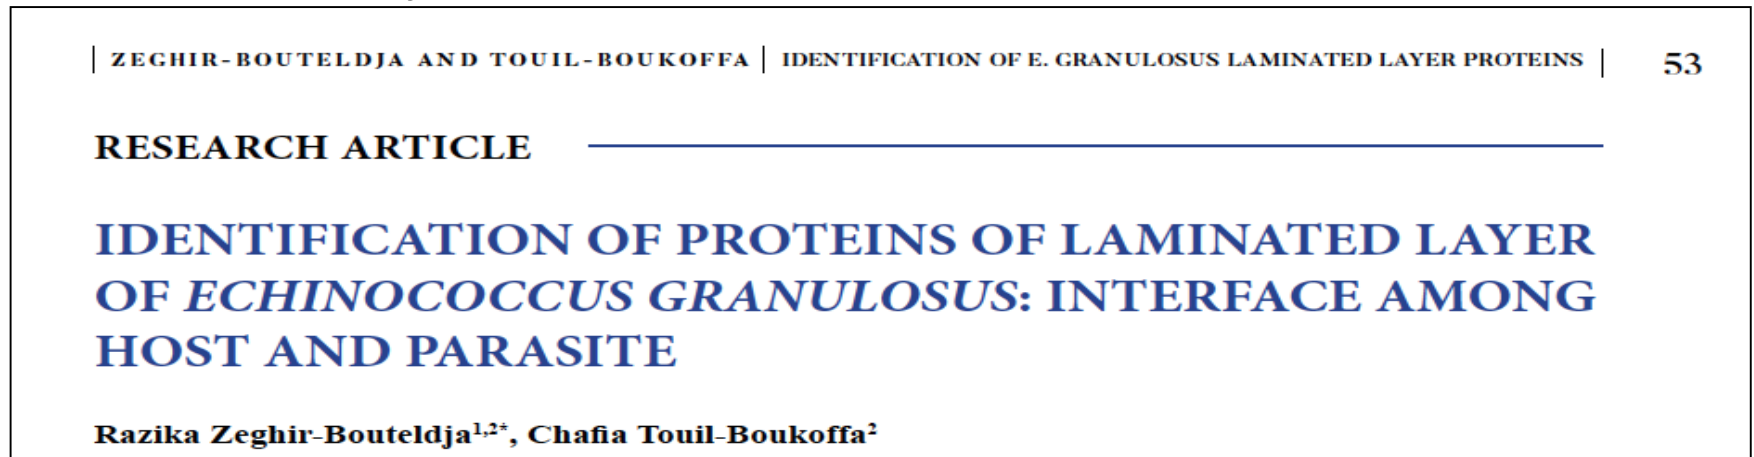 ZEGHIR-BOUTELDJA AND TOUIL-BOUKOFFA | IDENTIFICATION OF E. GRANULOSUS LAMINATED LAYER PROTEINS | 53
RESEARCH ARTICLE
IDENTIFICATION OF PROTEINS OF LAMINATED LAYER
OF ECHINOCOCCUS GRANULOSUS: INTERFACE AMONG
HOST AND PARASITE
Razika Zeghir-Bouteldja1,2*, Chafia Touil-Boukoffa2